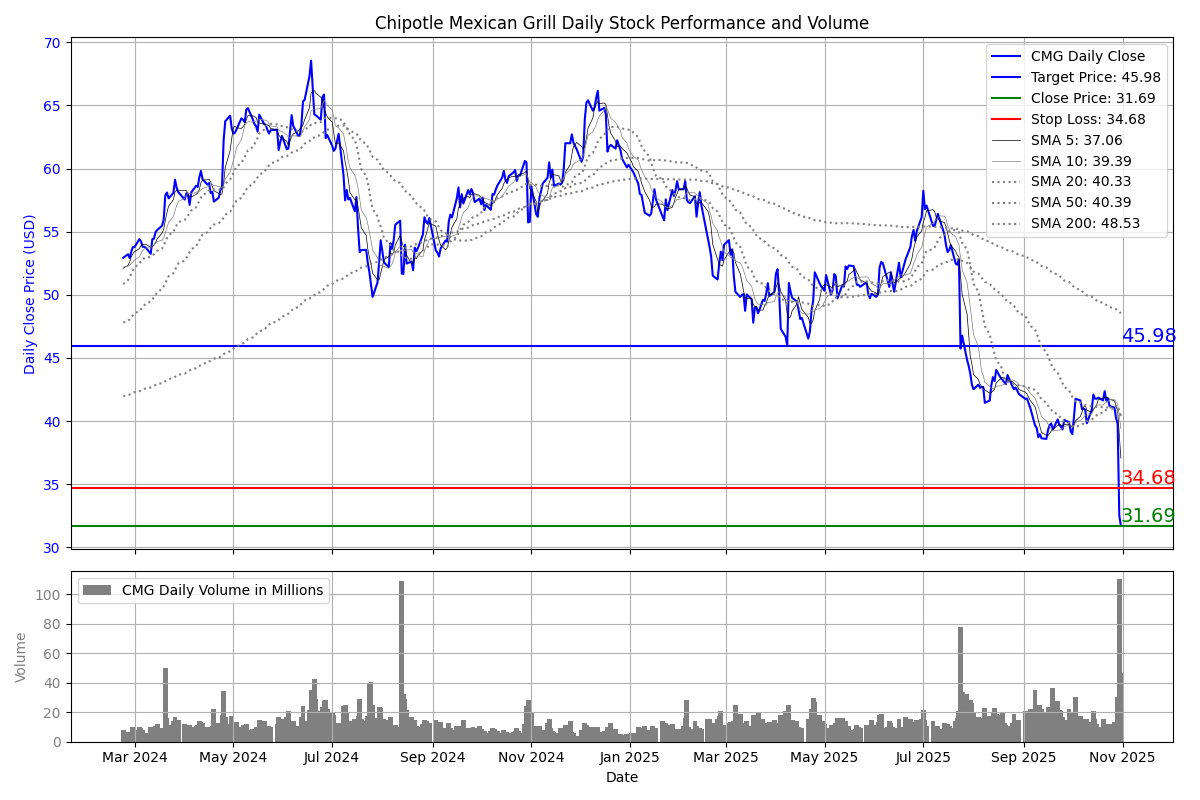 Chipotle Mexican Grill Daily Stock Performance and Volume
Daily Close Price (USD)
70
65
60
55
50
45
40
35
30
CMG Daily Close
Target Price: 45.98
Close Price: 31.69
Stop Loss: 34.68
SMA 5: 37.06
SMA 10: 39.39
SMA 20: 40.33
SMA 50: 40.39
SMA 200: 48.53
45.98
34.68
31.69
Volume
100
80
60
40
20
0
CMG Daily Volume in Millions
Mar 2024 May 2024 Jul 2024 Sep 2024 Nov 2024 Jan 2025 Mar 2025 May 2025 Jul 2025 Sep 2025 Nov 2025
Date